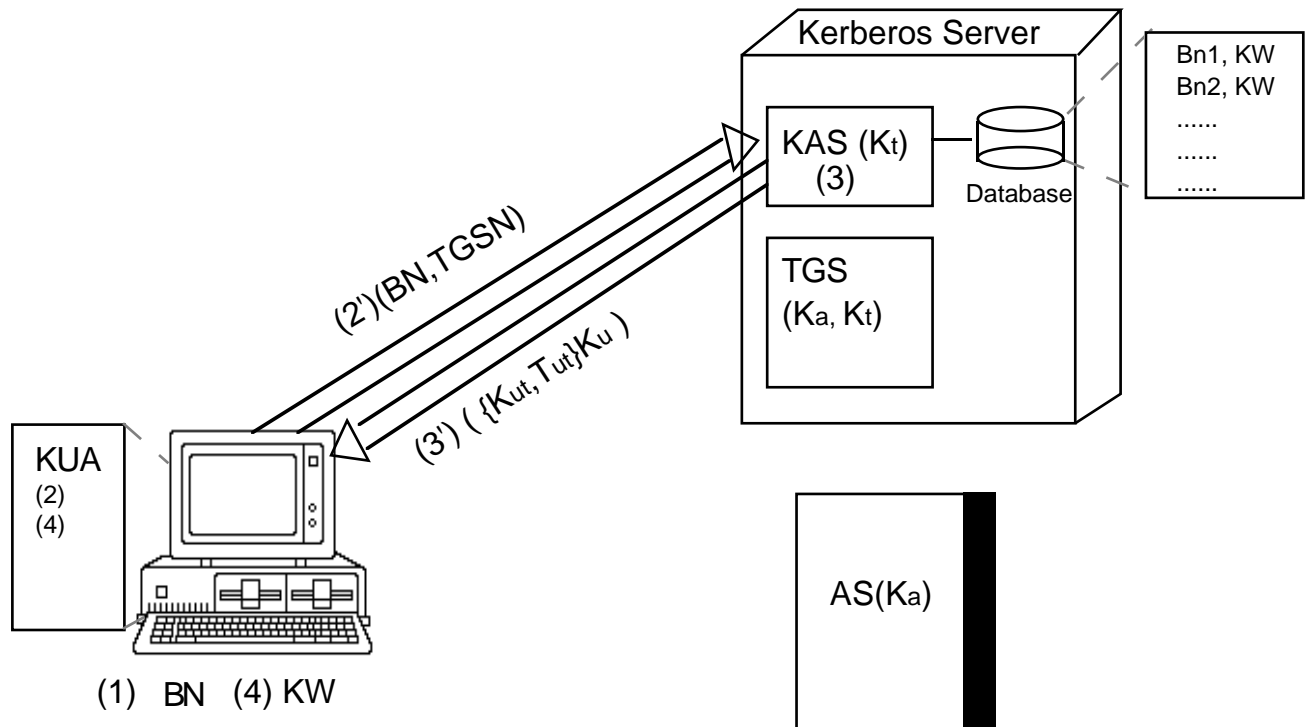 Kerberos Server
Bn1, KW
Bn2, KW
......
......
......
KAS (Kt)
(3)
Database
TGS
(Ka, Kt)
(2')(BN,TGSN)
(3') ( {Kut,Tut}Ku )
KUA
(2)
(4)
AS(Ka)
(1) BN (4) KW